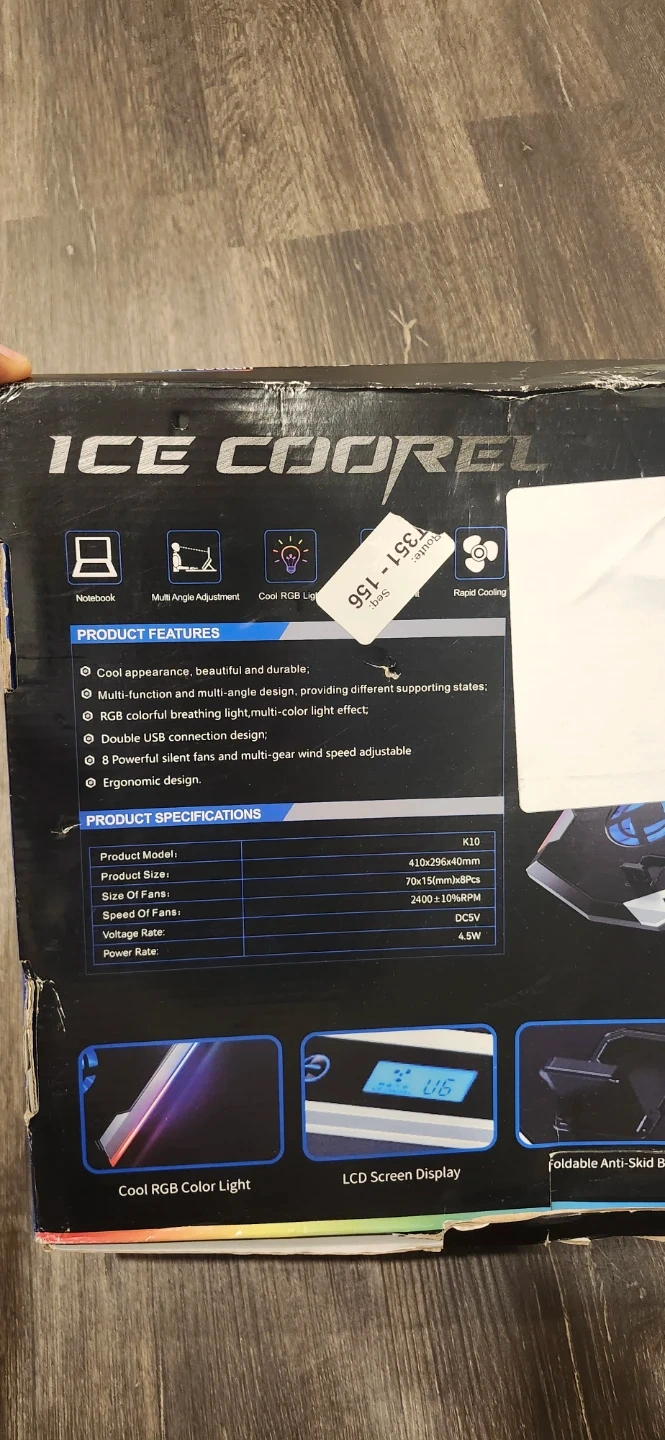 ICE COOREL
Route:
T351 - 156
Seq:
Notebook
Multi Angle Adjustment
Cool RGB
Rapid Cooling
PRODUCT FEATURES
Cool appearance, beautiful and durable;
Multi-function and multi-angle design, providing different supporting states;
RGB colorful breathing light,multi-color light effect;
Double USB connection design;
8 Powerful silent fans and multi-gear wind speed adjustable
Ergonomic design.
PRODUCT SPECIFICATIONS
Product Model: K10
Product Size: 410x296x40mm
Size Of Fans: 70x15(mm)x8Pcs
Speed Of Fans: 2400±10%RPM
Voltage Rate: DC5V
Power Rate: 4.5W
U6
Cool RGB Color Light
LCD Screen Display
Foldable Anti-Skid B